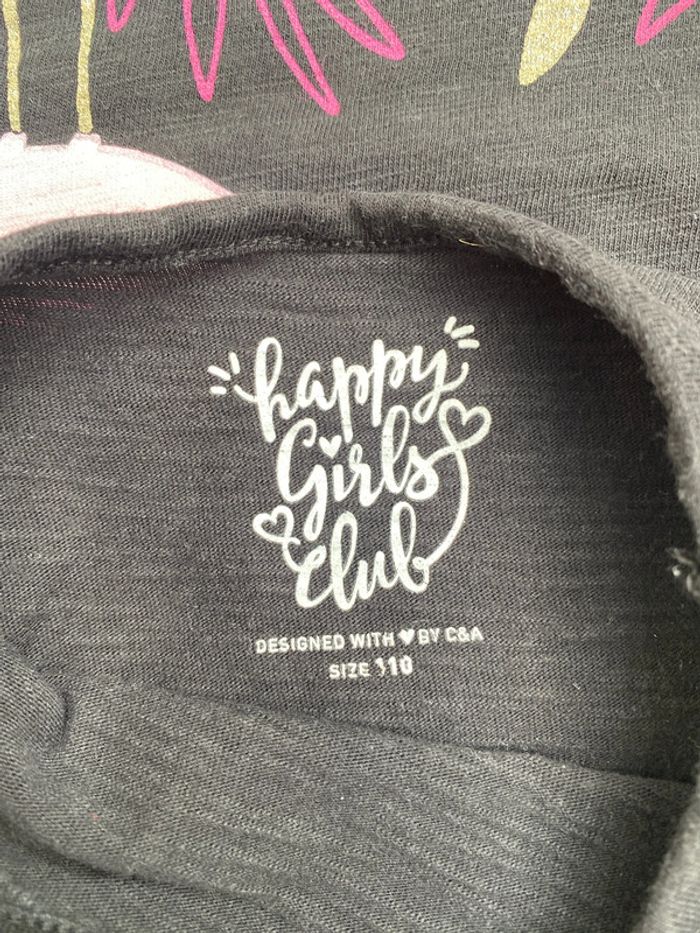 happy
Girls
Club
DESIGNED WITH ♥ BY C&A
SIZE 110